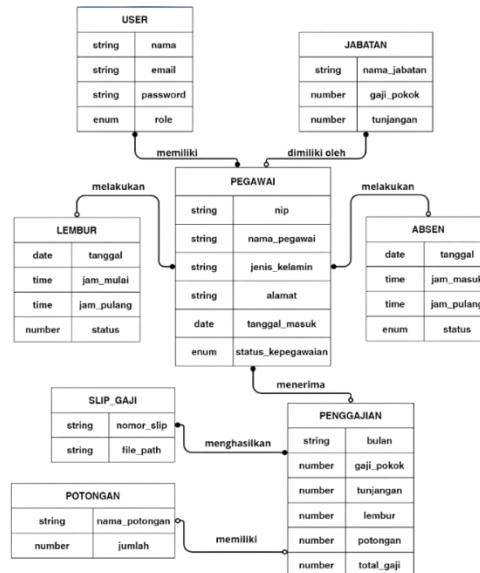 USER
string nama
string email
string password
enum role
JABATAN
string nama_jabatan
number gaji_pokok
number tunjangan
memiliki
dimiliki oleh
melakukan
PEGAWAI
string nip
string nama_pegawai
string jenis_kelamin
string alamat
date tanggal_masuk
enum status_kepegawaian
melakukan
LEMBUR
date tanggal
time jam_mulai
time jam_pulang
number status
ABSEN
date tanggal
time jam_masuk
time jam_pulang
enum status
menerima
SLIP_GAJI
string nomor_slip
string file_path
menghasilkan
PENGGAJIAN
string bulan
number gaji_pokok
number tunjangan
number lembur
number potongan
number total_gaji
POTONGAN
string nama_potongan
number jumlah
memiliki